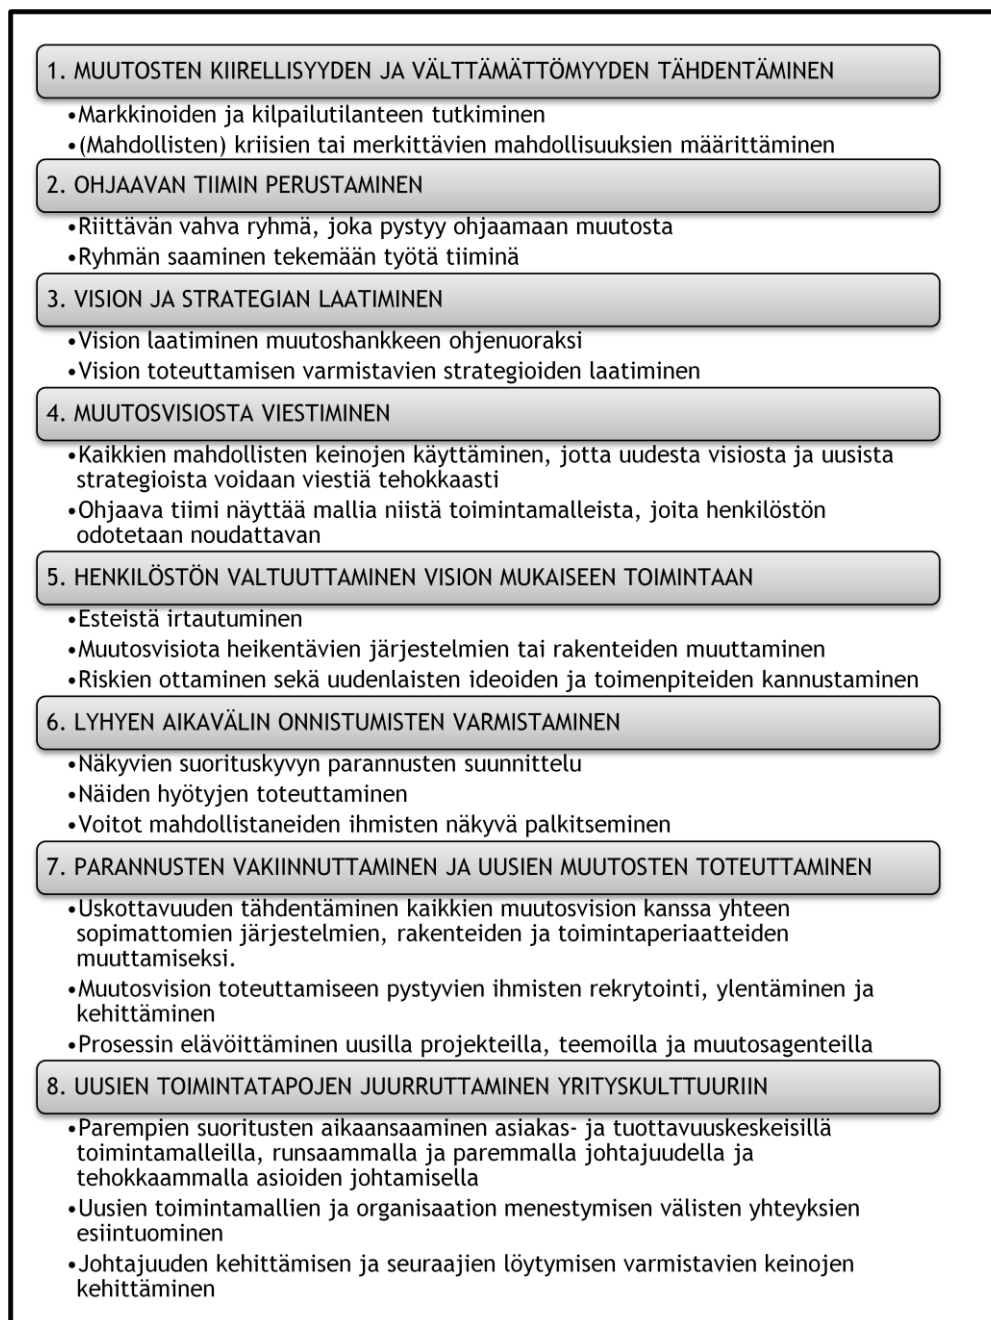 1. MUUTOSTEN KIIRELLISYYDEN JA VÄLTTÄMÄTTÖMYYDEN TÄHDENTÄMINEN
•Markkinoiden ja kilpailutilanteen tutkiminen
•(Mahdollisten) kriisien tai merkittävien mahdollisuuksien määrittäminen
2. OHJAAVAN TIIMIN PERUSTAMINEN
•Riittävän vahva ryhmä, joka pystyy ohjaamaan muutosta
•Ryhmän saaminen tekemään työtä tiiminä
3. VISION JA STRATEGIAN LAATIMINEN
•Vision laatiminen muutoshankkeen ohjenuoraksi
•Vision toteuttamisen varmistavien strategioiden laatiminen
4. MUUTOSVISIOSTA VIESTIMINEN
•Kaikkien mahdollisten keinojen käyttäminen, jotta uudesta visiosta ja uusista
strategioista voidaan viestiä tehokkaasti
•Ohjaava tiimi näyttää mallia niistä toimintamalleista, joita henkilöstön
odotetaan noudattavan
5. HENKILÖSTÖN VALTUUTTAMINEN VISION MUKAISEEN TOIMINTAAN
•Esteistä irtautuminen
•Muutosvisiota heikentävien järjestelmien tai rakenteiden muuttaminen
•Riskien ottaminen sekä uudenlaisten ideoiden ja toimenpiteiden kannustaminen
6. LYHYEN AIKAVÄLIN ONNISTUMISTEN VARMISTAMINEN
•Näkyvien suorituskyvyn parannusten suunnittelu
•Näiden hyötyjen toteuttaminen
•Voitot mahdollistaneiden ihmisten näkyvä palkitseminen
7. PARANNUSTEN VAKIINNUTTAMINEN JA UUSIEN MUUTOSTEN TOTEUTTAMINEN
•Uskottavuuden tähdentäminen kaikkien muutosvision kanssa yhteen
sopimattomien järjestelmien, rakenteiden ja toimintaperiaatteiden
muuttamiseksi.
•Muutosvision toteuttamiseen pystyvien ihmisten rekrytointi, ylentäminen ja
kehittäminen
•Prosessin elävöittäminen uusilla projekteilla, teemoilla ja muutosagenteilla
8. UUSIEN TOIMINTATAPOJEN JUURRUTTAMINEN YRITYSKULTTUURIIN
•Parempien suoritusten aikaansaaminen asiakas- ja tuottavuuskeskeisillä
toimintamalleilla, runsaammalla ja paremmalla johtajuudella ja
tehokkaammalla asioiden johtamisella
•Uusien toimintamallien ja organisaation menestymisen välisten yhteyksien
esiintuominen
•Johtajuuden kehittämisen ja seuraajien löytymisen varmistavien keinojen
kehittäminen